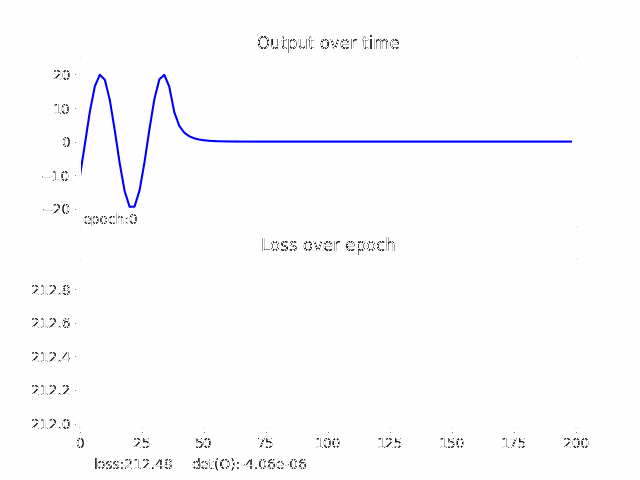 Output over time
20
10
0
−10
−20
epoch:0
Loss over epoch
212.8
212.6
212.4
212.2
212.0
0 25 50 75 100 125 150 175 200
loss:212.48 det(O):-4.06e-06